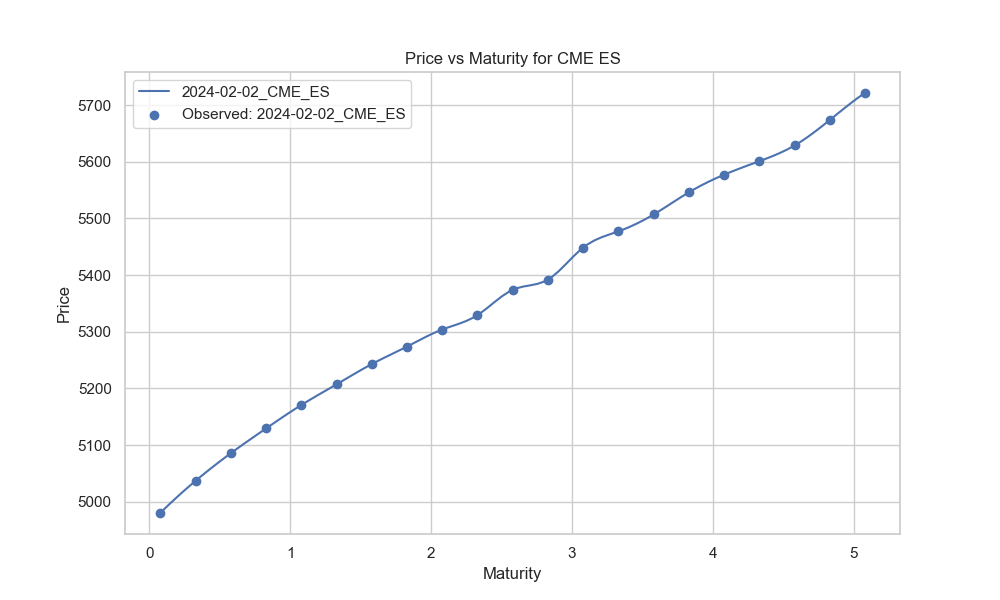 Price vs Maturity for CME ES
2024-02-02_CME_ES
Observed: 2024-02-02_CME_ES
Price
5700
5600
5500
5400
5300
5200
5100
5000
0 1 2 3 4 5
Maturity